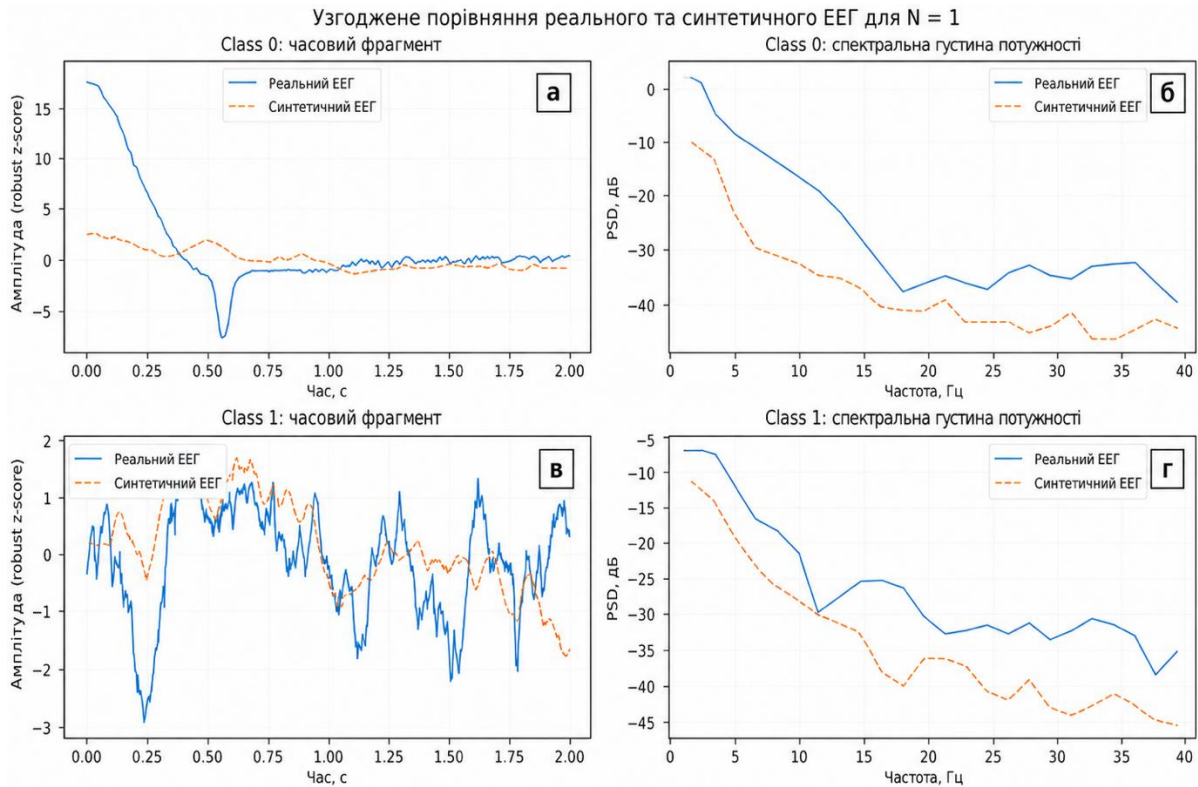 Узгоджене порівняння реального та синтетичного ЕЕГ для N = 1
Class 0: часовий фрагмент
Реальний ЕЕГ
Синтетичний ЕЕГ
а
Ампліту да (robust z-score)
15
10
5
0
−5
0.00 0.25 0.50 0.75 1.00 1.25 1.50 1.75 2.00
Час, с
Class 0: спектральна густина потужності
Реальний ЕЕГ
Синтетичний ЕЕГ
б
PSD, дБ
0
−10
−20
−30
−40
0 5 10 15 20 25 30 35 40
Частота, Гц
Class 1: часовий фрагмент
Реальний ЕЕГ
Синтетичний ЕЕГ
в
Ампліту да (robust z-score)
2
1
0
−1
−2
−3
0.00 0.25 0.50 0.75 1.00 1.25 1.50 1.75 2.00
Час, с
Class 1: спектральна густина потужності
Реальний ЕЕГ
Синтетичний ЕЕГ
г
PSD, дБ
−5
−10
−15
−20
−25
−30
−35
−40
−45
0 5 10 15 20 25 30 35 40
Частота, Гц